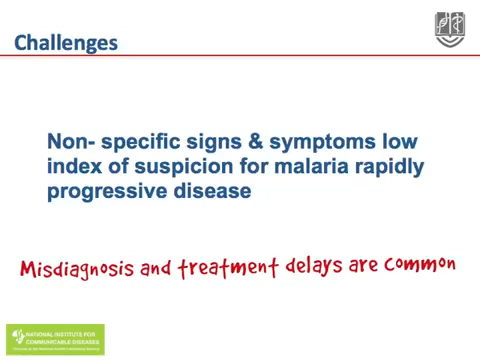 Challenges
Non- specific signs & symptoms low
index of suspicion for malaria rapidly
progressive disease
Misdiagnosis and treatment delays are common
NATIONAL INSTITUTE FOR
COMMUNICABLE DISEASES